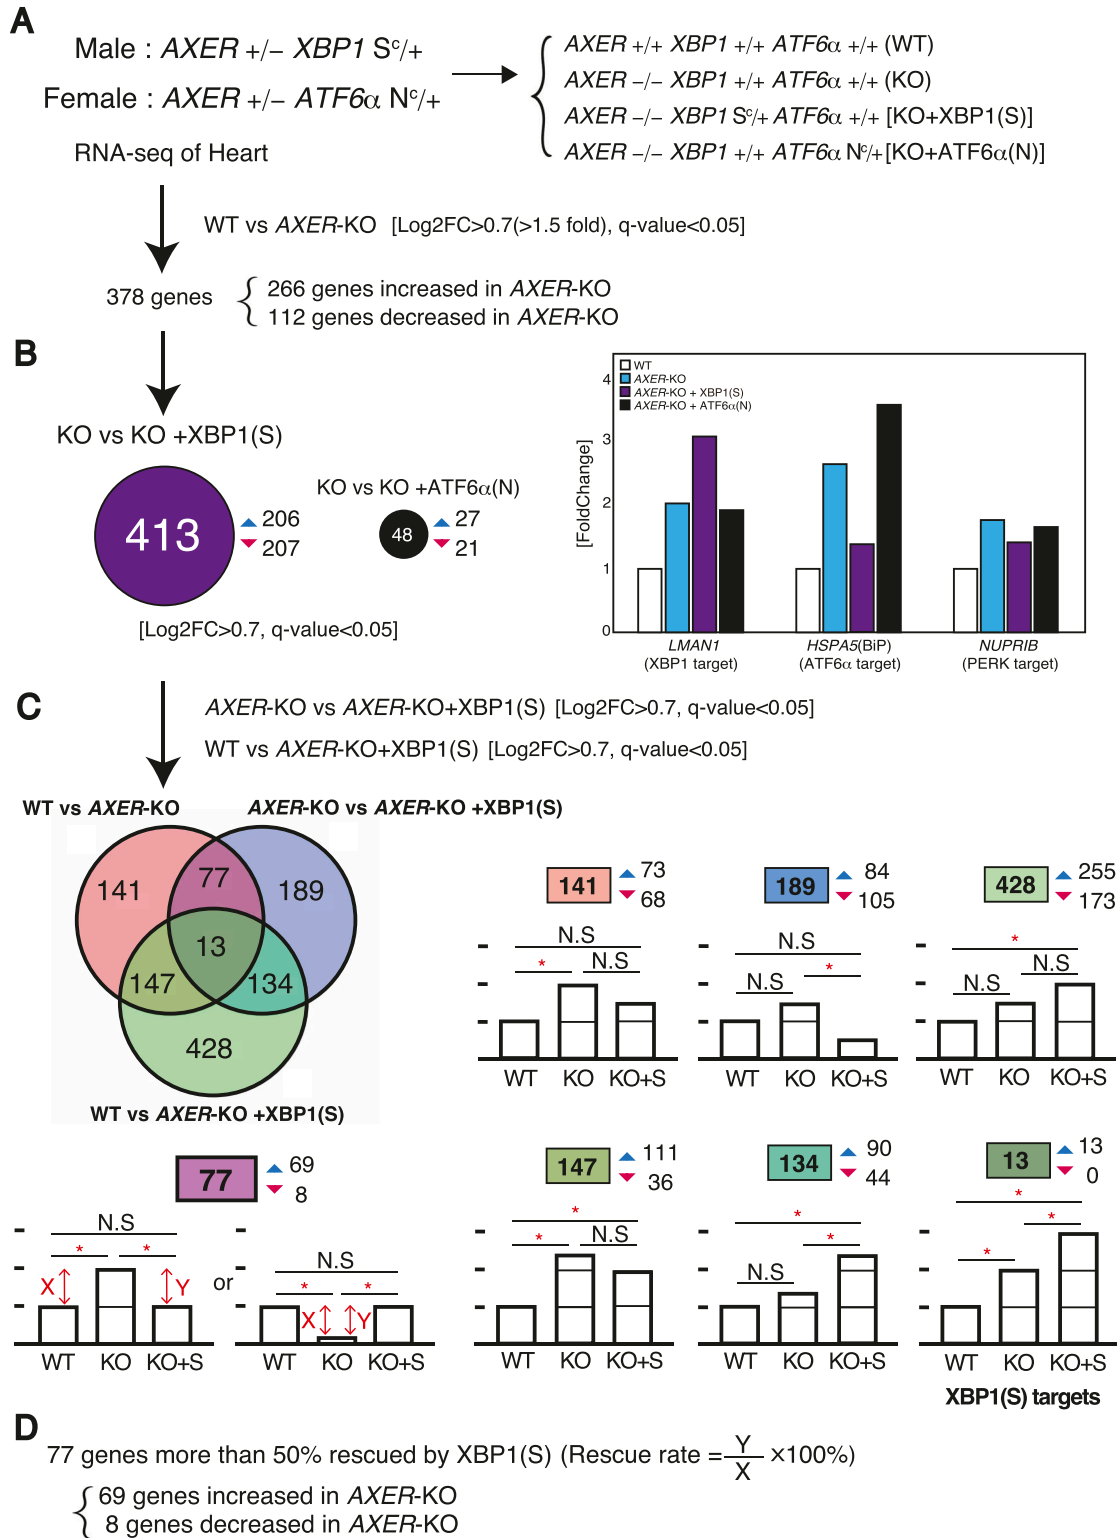 A
Male : AXER +/− XBP1 Sᶜ/+
Female : AXER +/− ATF6α Nᶜ/+
AXER +/+ XBP1 +/+ ATF6α +/+ (WT)
AXER −/− XBP1 +/+ ATF6α +/+ (KO)
AXER −/− XBP1 Sᶜ/+ ATF6α +/+ [KO+XBP1(S)]
AXER −/− XBP1 +/+ ATF6α Nᶜ/+ [KO+ATF6α(N)]
RNA-seq of Heart
WT vs AXER-KO [Log2FC>0.7(>1.5 fold), q-value<0.05]
378 genes
266 genes increased in AXER-KO
112 genes decreased in AXER-KO
B
KO vs KO +XBP1(S)
413
206
207
KO vs KO +ATF6α(N)
48
27
21
[Log2FC>0.7, q-value<0.05]
[FoldChange]
4
3
2
1
0
WT
AXER-KO
AXER-KO + XBP1(S)
AXER-KO + ATF6α(N)
LMAN1
(XBP1 target)
HSPA5(BiP)
(ATF6α target)
NUPRIB
(PERK target)
C
AXER-KO vs AXER-KO+XBP1(S) [Log2FC>0.7, q-value<0.05]
WT vs AXER-KO+XBP1(S) [Log2FC>0.7, q-value<0.05]
WT vs AXER-KO
AXER-KO vs AXER-KO +XBP1(S)
141
77
189
13
147
134
428
WT vs AXER-KO +XBP1(S)
141
73
68
N.S
*
N.S
WT KO KO+S
189
84
105
N.S
*
N.S
WT KO KO+S
428
255
173
*
N.S
N.S
WT KO KO+S
77
69
8
N.S
* *
X Y
WT KO KO+S
or
N.S
* *
X Y
WT KO KO+S
147
111
36
*
* N.S
WT KO KO+S
134
90
44
*
*
N.S
WT KO KO+S
13
13
0
*
*
*
WT KO KO+S
XBP1(S) targets
D
77 genes more than 50% rescued by XBP1(S) (Rescue rate = Y/X ×100%)
69 genes increased in AXER-KO
8 genes decreased in AXER-KO